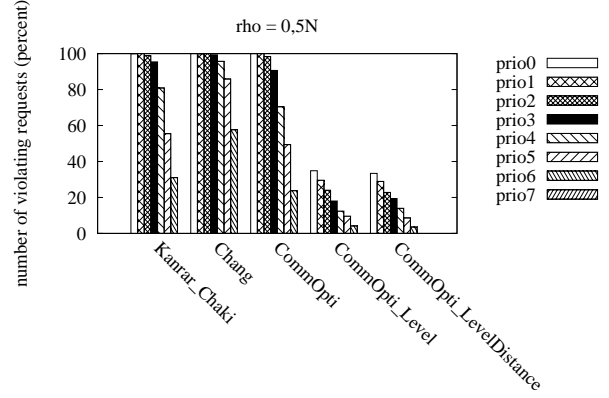 rho = 0,5N
number of violating requests (percent)
100
80
60
40
20
0
Kanrar_Chaki
Chang
CommOpti
CommOpti_Level
CommOpti_LevelDistance
prio0
prio1
prio2
prio3
prio4
prio5
prio6
prio7